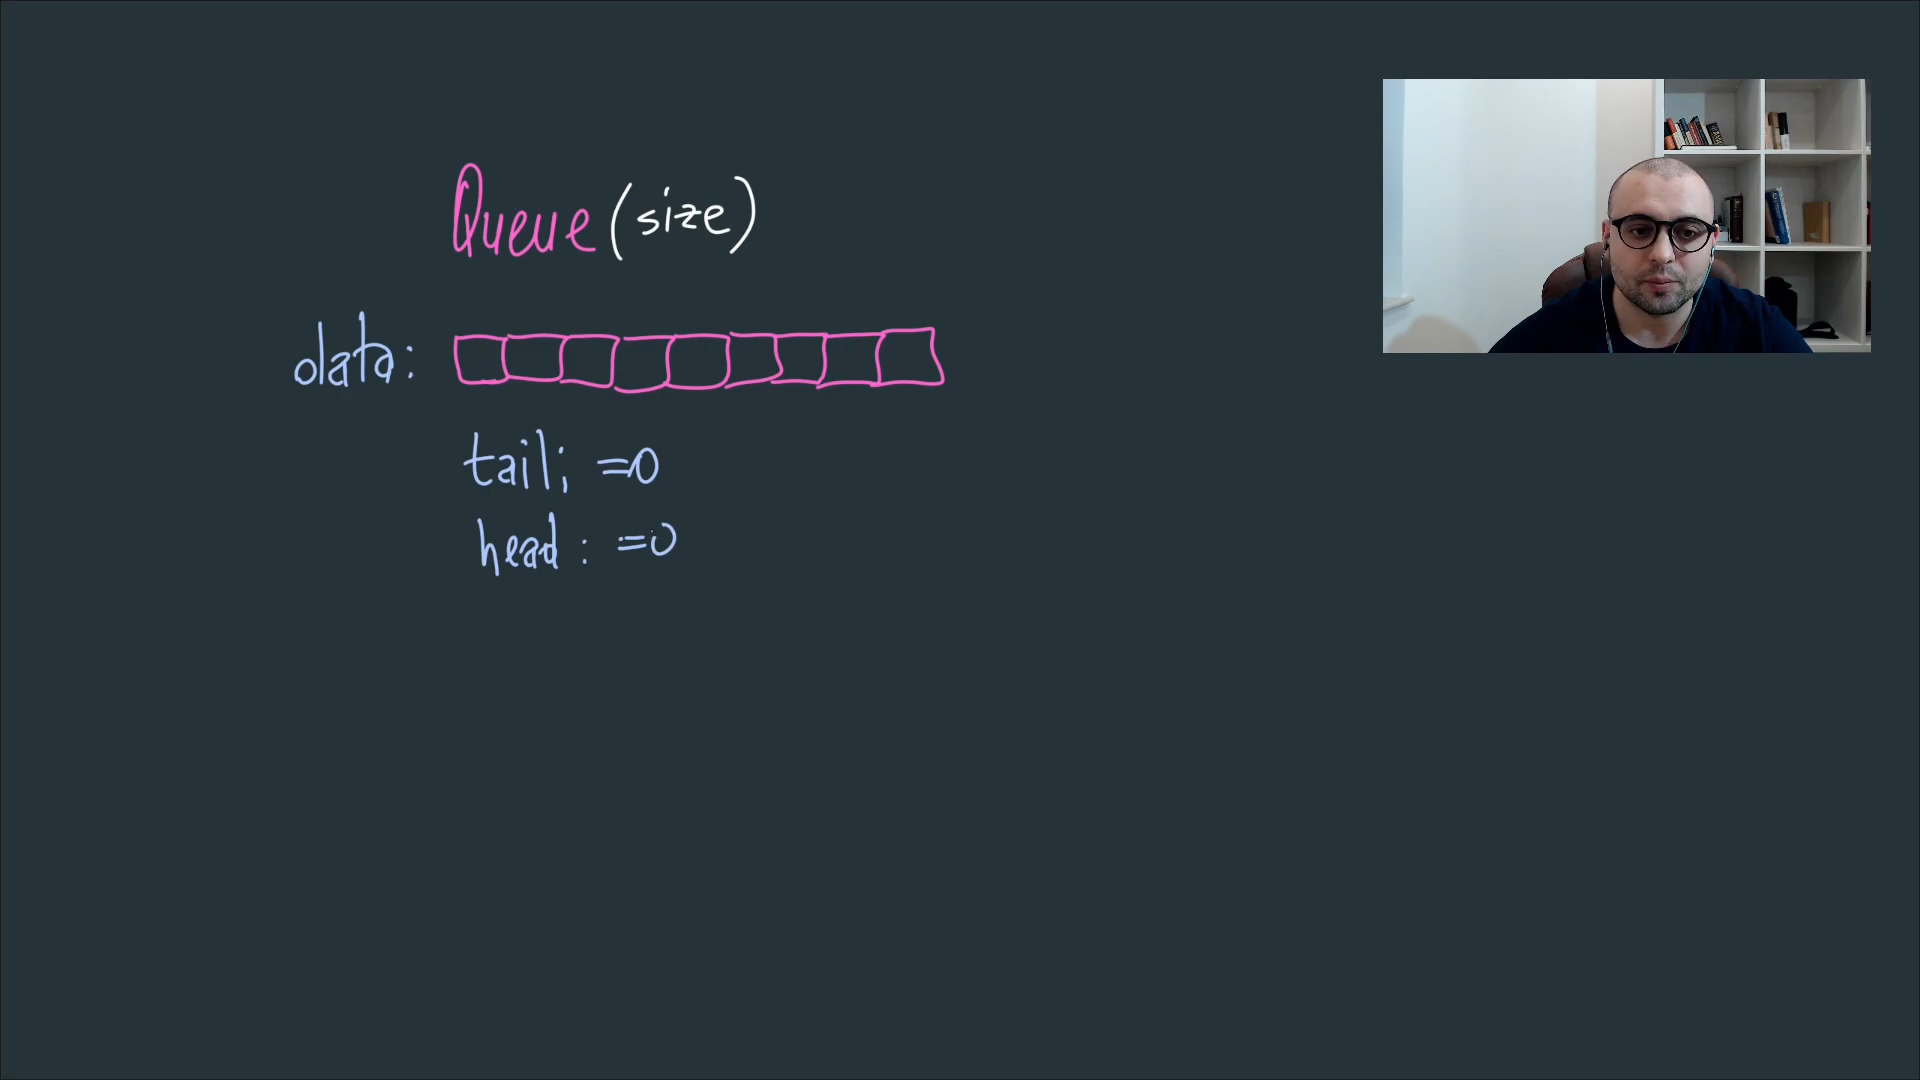 Queue (size)
data:
tail; =0
head: =0